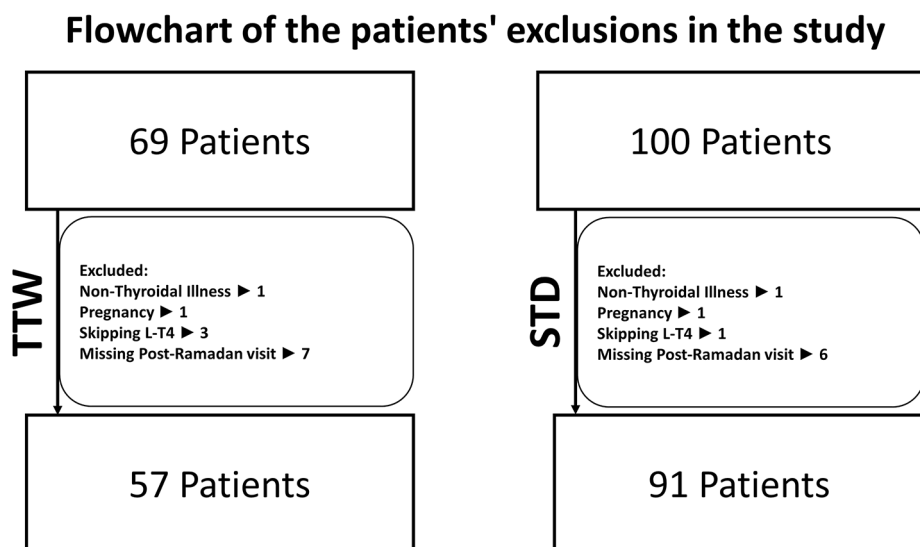 Flowchart of the patients' exclusions in the study
69 Patients
TTW
Excluded:
Non-Thyroidal Illness ► 1
Pregnancy ► 1
Skipping L-T4 ► 3
Missing Post-Ramadan visit ► 7
57 Patients
100 Patients
STD
Excluded:
Non-Thyroidal Illness ► 1
Pregnancy ► 1
Skipping L-T4 ► 1
Missing Post-Ramadan visit ► 6
91 Patients